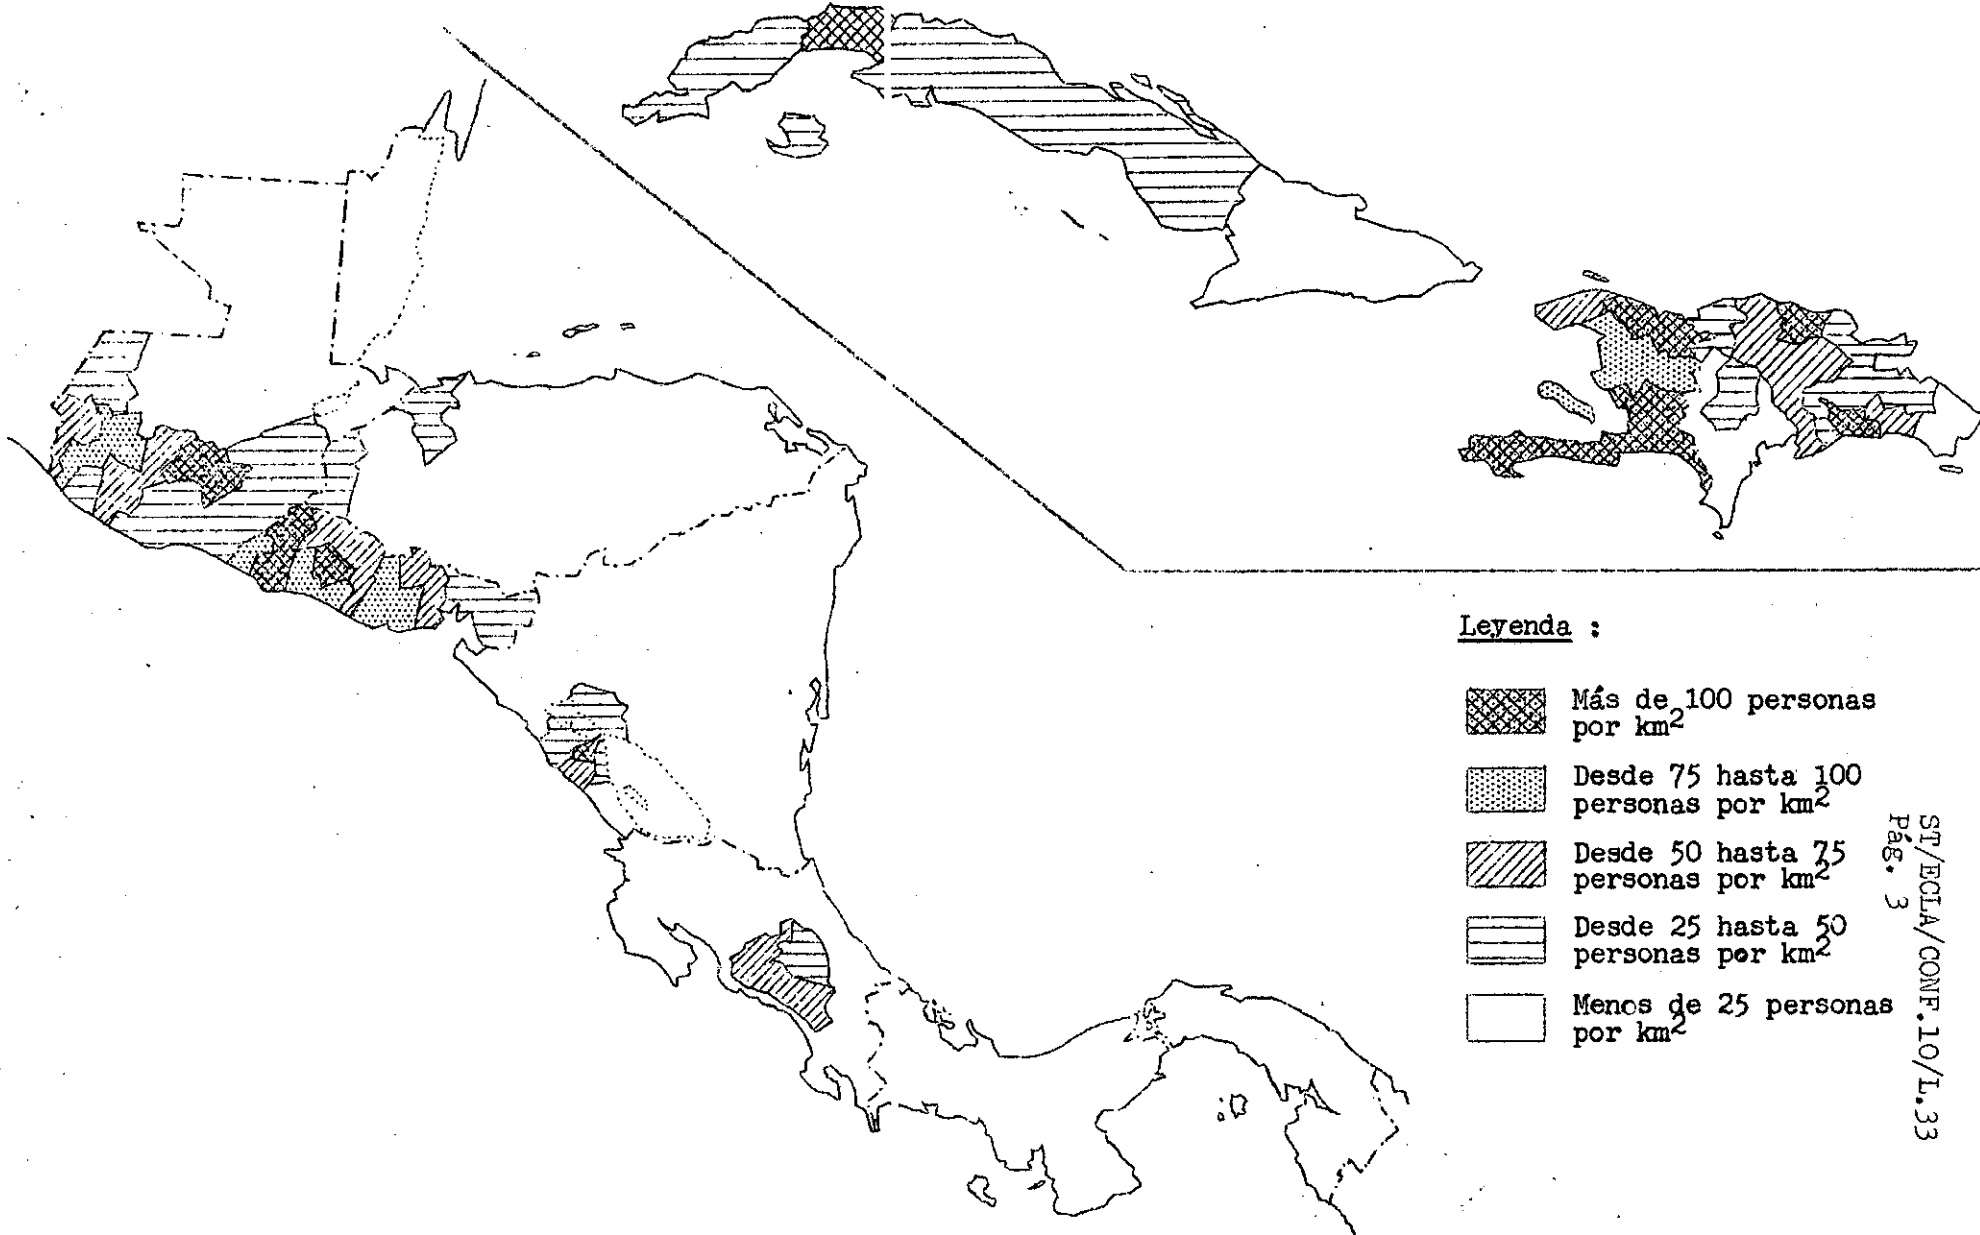 Leyenda :
Más de 100 personas
por km2
Desde 75 hasta 100
personas por km2
Desde 50 hasta 75
personas por km2
Desde 25 hasta 50
personas por km2
Menos de 25 personas
por km2
ST/ECLA/CONF.10/L.33
Pág. 3